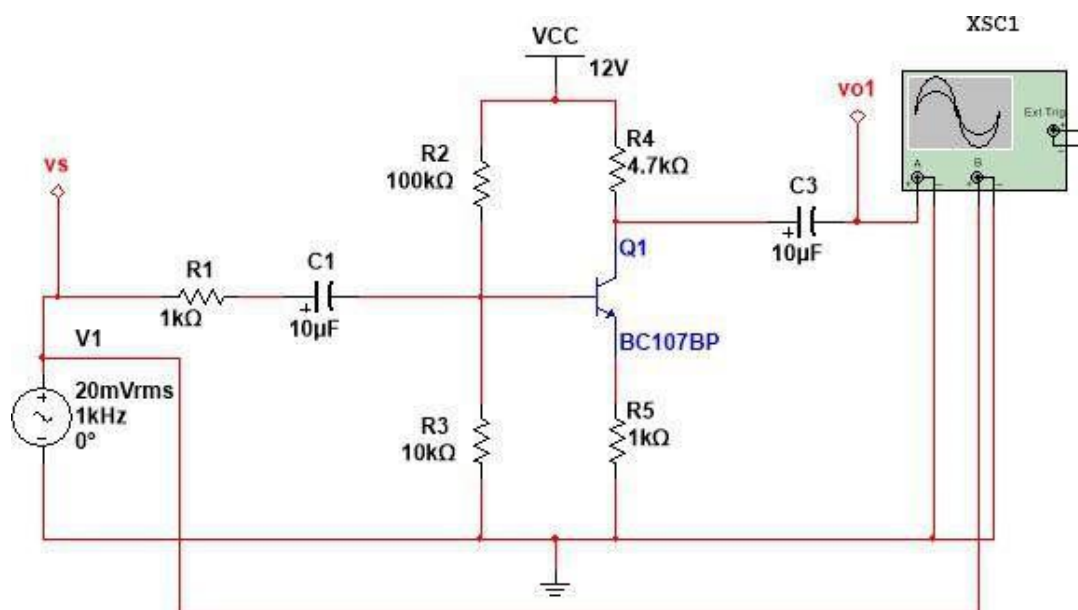 XSC1
VCC
12V
vo1
Ext Trig
+
−
A
B
+ −
+ −
R2
100kΩ
R4
4.7kΩ
C3
+
10µF
vs
Q1
R1
1kΩ
C1
+
10µF
BC107BP
V1
20mVrms
1kHz
0°
+
−
R3
10kΩ
R5
1kΩ